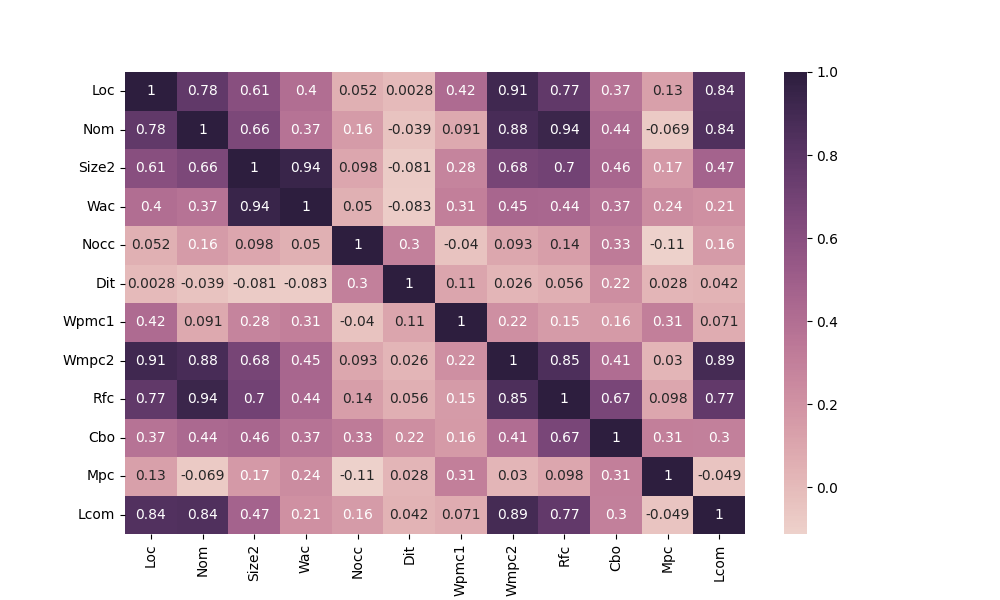 Loc 1 0.78 0.61 0.4 0.052 0.0028 0.42 0.91 0.77 0.37 0.13 0.84
Nom 0.78 1 0.66 0.37 0.16 -0.039 0.091 0.88 0.94 0.44 -0.069 0.84
Size2 0.61 0.66 1 0.94 0.098 -0.081 0.28 0.68 0.7 0.46 0.17 0.47
Wac 0.4 0.37 0.94 1 0.05 -0.083 0.31 0.45 0.44 0.37 0.24 0.21
Nocc 0.052 0.16 0.098 0.05 1 0.3 -0.04 0.093 0.14 0.33 -0.11 0.16
Dit 0.0028 -0.039 -0.081 -0.083 0.3 1 0.11 0.026 0.056 0.22 0.028 0.042
Wpmc1 0.42 0.091 0.28 0.31 -0.04 0.11 1 0.22 0.15 0.16 0.31 0.071
Wmpc2 0.91 0.88 0.68 0.45 0.093 0.026 0.22 1 0.85 0.41 0.03 0.89
Rfc 0.77 0.94 0.7 0.44 0.14 0.056 0.15 0.85 1 0.67 0.098 0.77
Cbo 0.37 0.44 0.46 0.37 0.33 0.22 0.16 0.41 0.67 1 0.31 0.3
Mpc 0.13 -0.069 0.17 0.24 -0.11 0.028 0.31 0.03 0.098 0.31 1 -0.049
Lcom 0.84 0.84 0.47 0.21 0.16 0.042 0.071 0.89 0.77 0.3 -0.049 1
Loc Nom Size2 Wac Nocc Dit Wpmc1 Wmpc2 Rfc Cbo Mpc Lcom
1.0
0.8
0.6
0.4
0.2
0.0